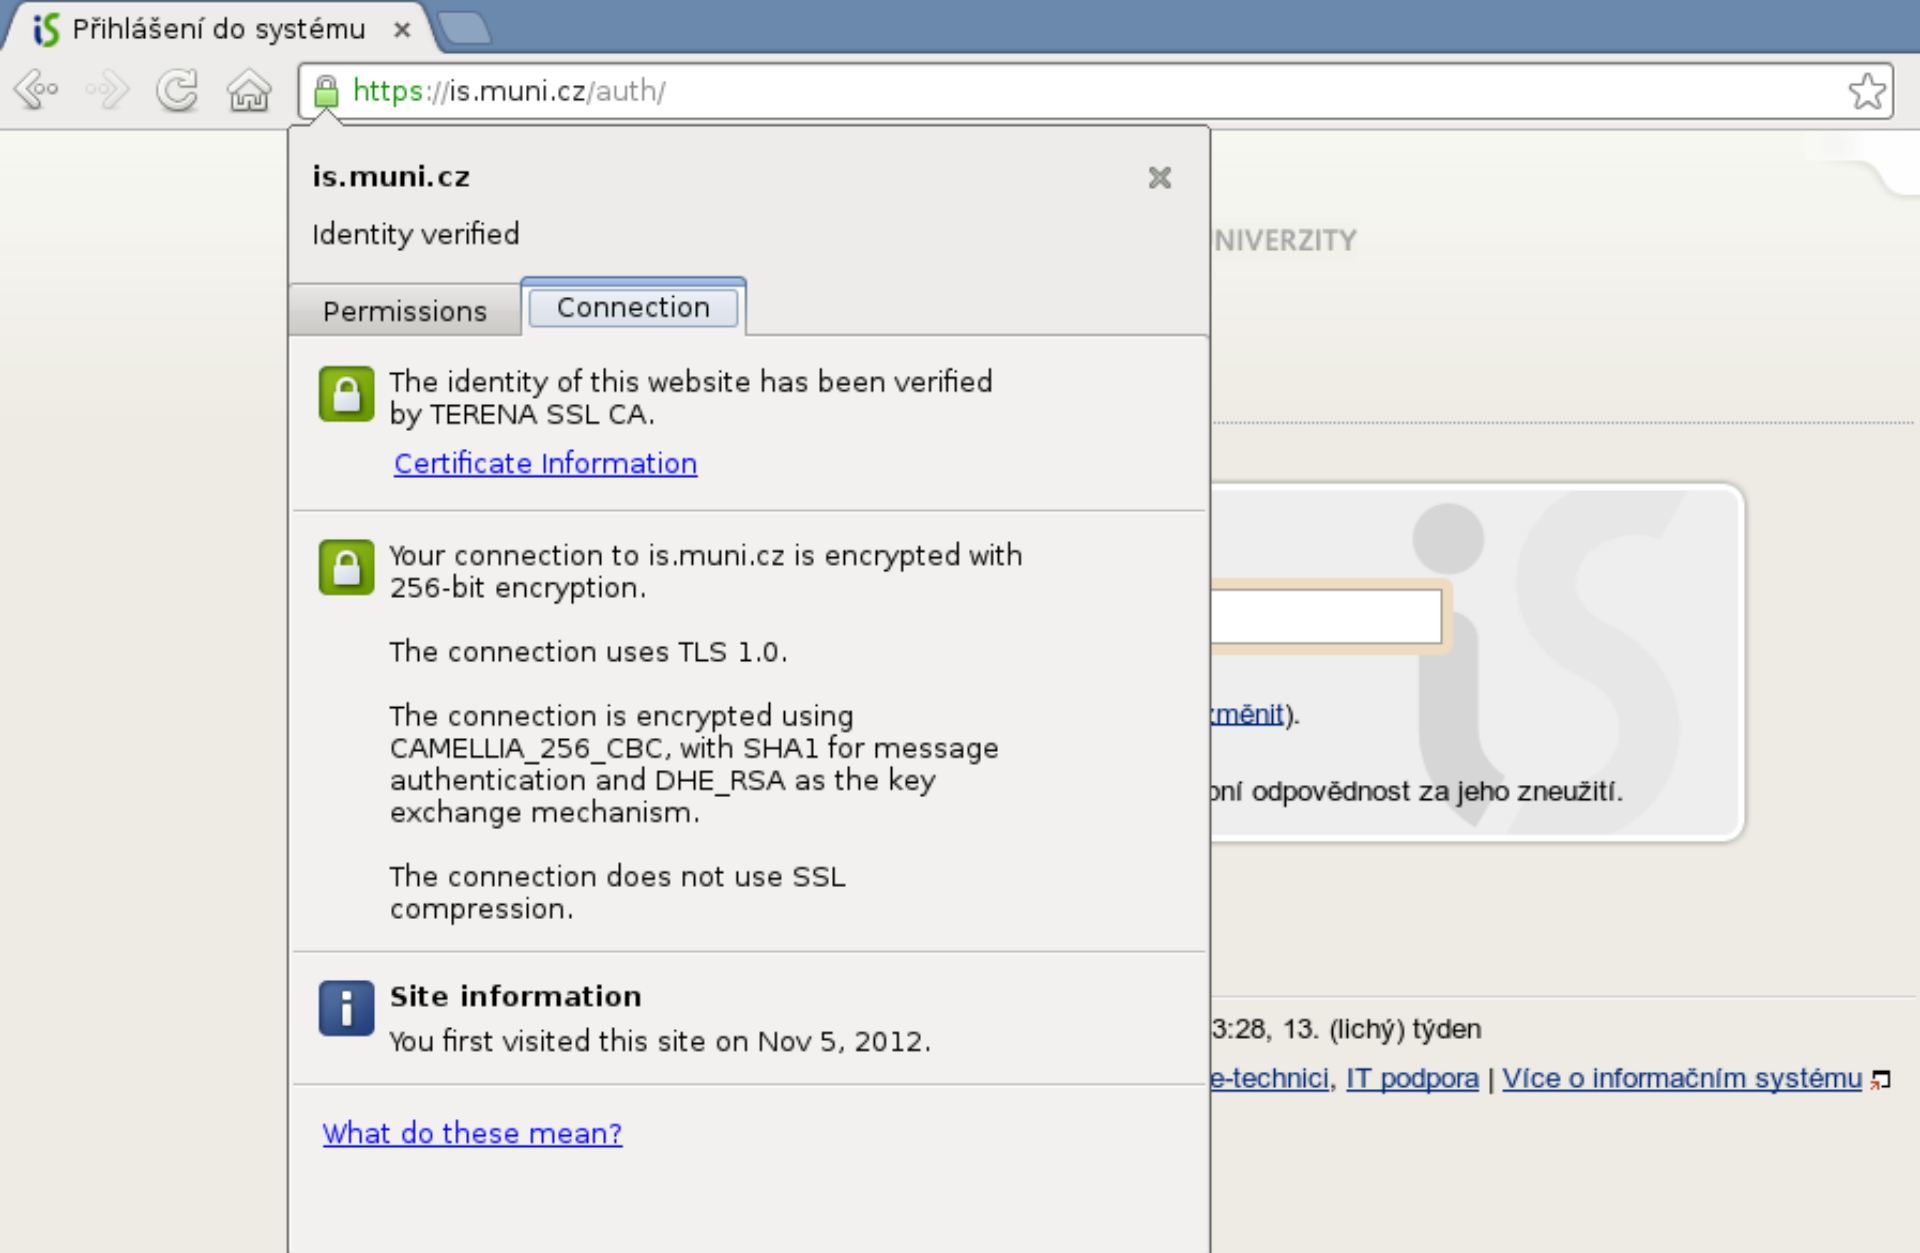 iS Přihlášení do systému
https://is.muni.cz/auth/
is.muni.cz
Identity verified
NIVERZITY
Permissions
Connection
The identity of this website has been verified
by TERENA SSL CA.
Certificate Information
Your connection to is.muni.cz is encrypted with
256-bit encryption.
The connection uses TLS 1.0.
The connection is encrypted using
CAMELLIA_256_CBC, with SHA1 for message
authentication and DHE_RSA as the key
exchange mechanism.
The connection does not use SSL
compression.
Site information
You first visited this site on Nov 5, 2012.
What do these mean?
iS
změnit).
odpovědnost za jeho zneužití.
3:28, 13. (lichý) týden
e-technici, IT podpora | Více o informačním systému